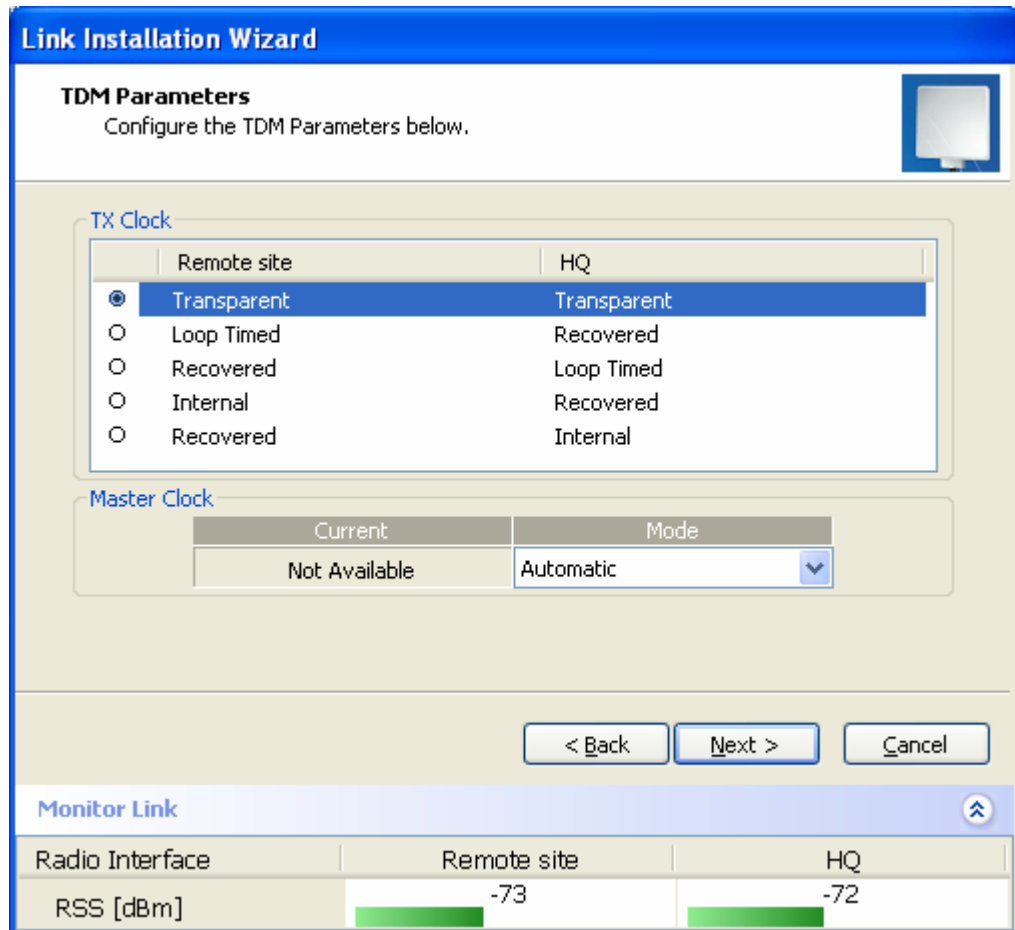 Link Installation Wizard
TDM Parameters
Configure the TDM Parameters below.
TX Clock
Remote site HQ
Transparent Transparent
Loop Timed Recovered
Recovered Loop Timed
Internal Recovered
Recovered Internal
Master Clock
Current Mode
Not Available Automatic
< Back Next > Cancel
Monitor Link
Radio Interface Remote site HQ
RSS [dBm] -73 -72